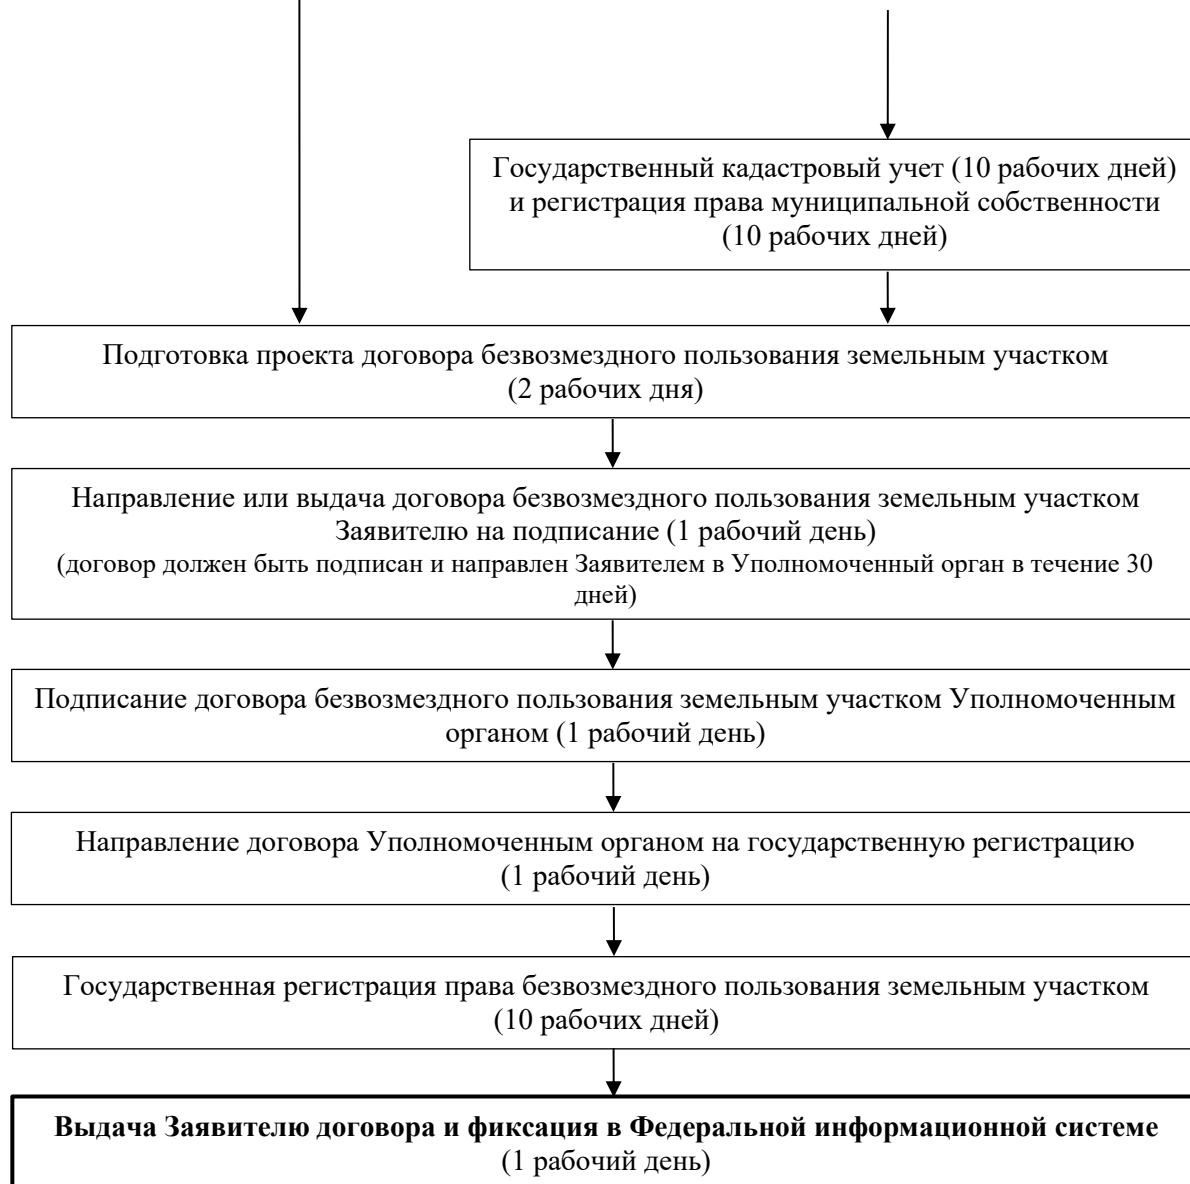 Государственный кадастровый учет (10 рабочих дней)
и регистрация права муниципальной собственности
(10 рабочих дней)
Подготовка проекта договора безвозмездного пользования земельным участком
(2 рабочих дня)
Направление или выдача договора безвозмездного пользования земельным участком
Заявителю на подписание (1 рабочий день)
(договор должен быть подписан и направлен Заявителем в Уполномоченный орган в течение 30
дней)
Подписание договора безвозмездного пользования земельным участком Уполномоченным
органом (1 рабочий день)
Направление договора Уполномоченным органом на государственную регистрацию
(1 рабочий день)
Государственная регистрация права безвозмездного пользования земельным участком
(10 рабочих дней)
Выдача Заявителю договора и фиксация в Федеральной информационной системе
(1 рабочий день)